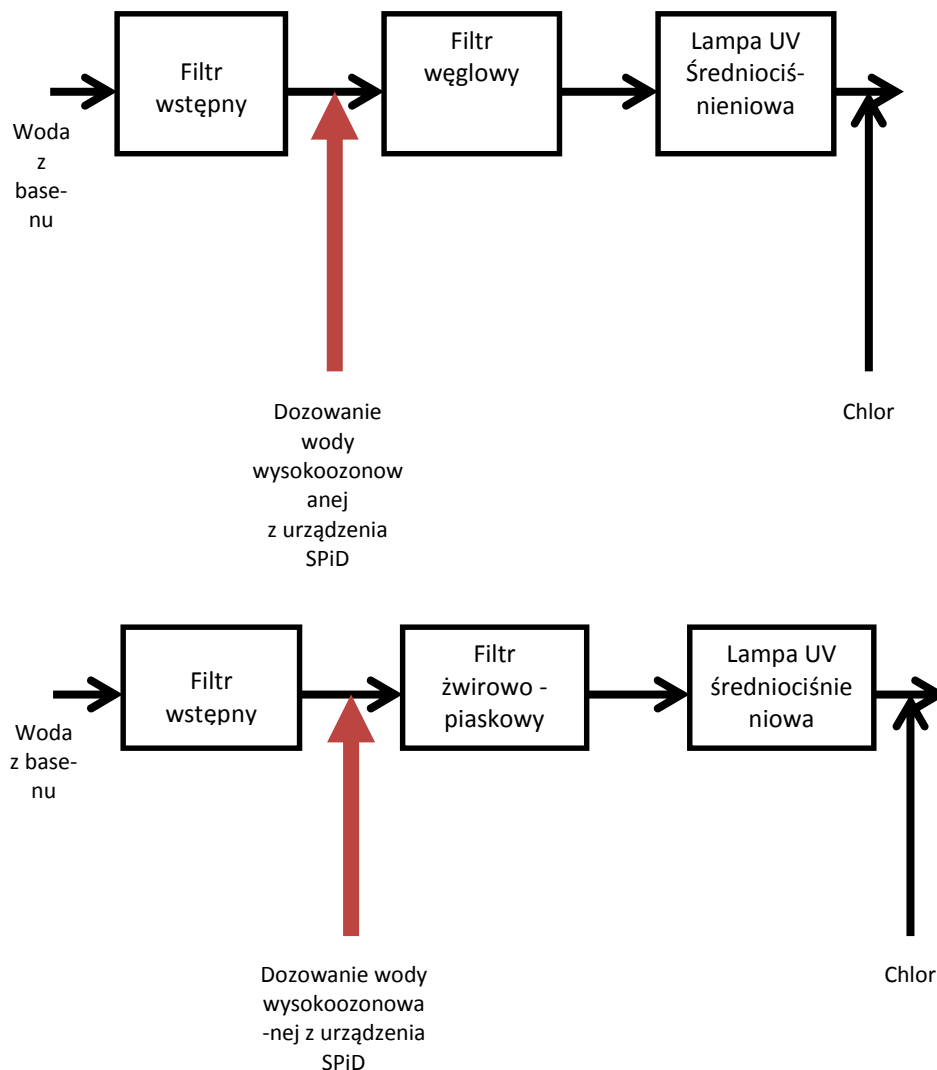 Filtr
wstępny
Filtr
węglowy
Lampa UV
Średnociś-
nieniowa
Woda
z
base-
nu
Dozowanie
wody
wysokoozonow
anej
z urządzenia
SPiD
Chlor
Filtr
wstępny
Filtr
żwirowo -
piaskowy
Lampa UV
średniociśnie
niowa
Woda
z base-
nu
Dozowanie wody
wysokoozonowa
-nej z urządzenia
SPiD
Chlor